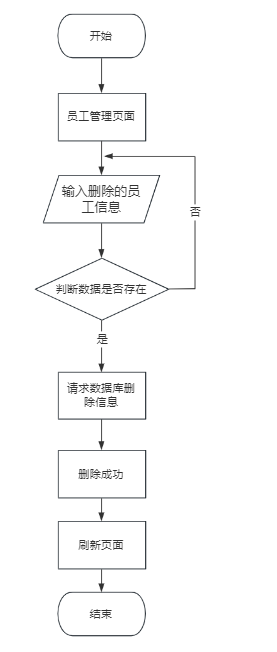 开始
员工管理页面
输入删除的员
工信息
否
判断数据是否存在
是
请求数据库删
除信息
删除成功
刷新页面
结束